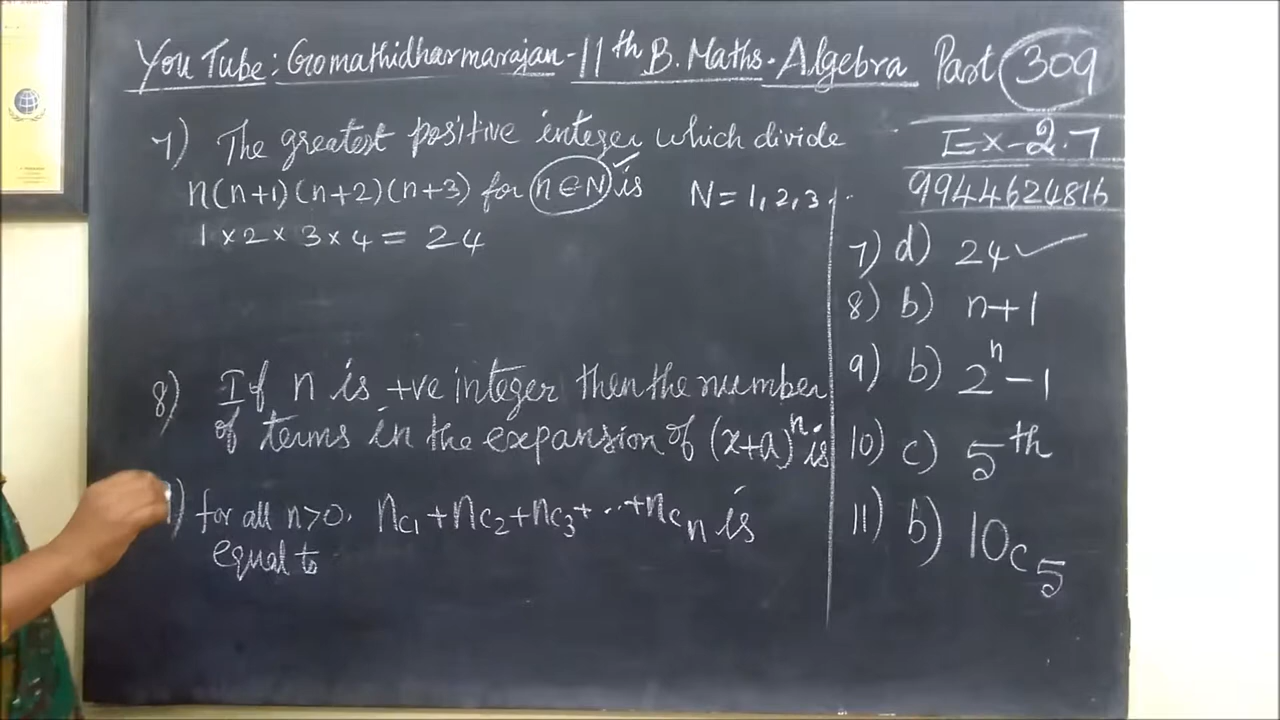 You Tube: Gomathidharmarajan - 11th B. Maths. Algebra Part 309
Ex-2.7
9944624816
7) The greatest positive integer which divide
n(n+1)(n+2)(n+3) for n∈N is N = 1,2,3...
1×2×3×4 = 24
8) If n is +ve integer then the number
of terms in the expansion of (x+a)^n is
9) for all n>0, nc1+nc2+nc3+...+ncn is
equal to
7) d) 24 ✓
8) b) n+1
9) b) 2^n-1
10) c) 5th
11) b) 10c5